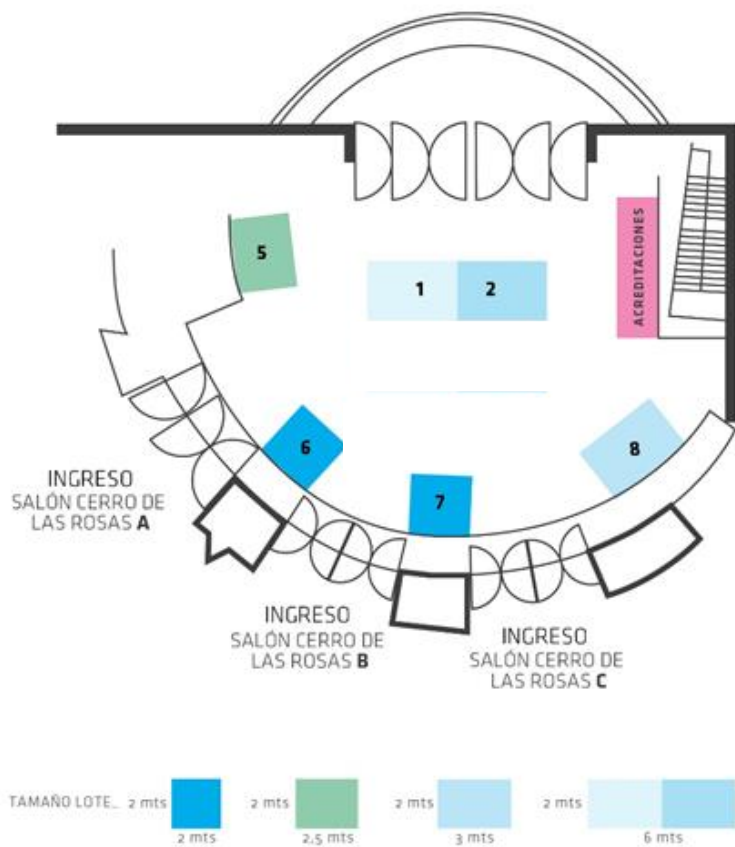 5
1
2
ACREDITACIONES
6
7
8
INGRESO
SALÓN CERRO DE
LAS ROSAS A
INGRESO
SALÓN CERRO DE
LAS ROSAS B
INGRESO
SALÓN CERRO DE
LAS ROSAS C
TAMAÑO LOTE_ 2 mts
2 mts
2 mts
2 mts
2 mts
2,5 mts
3 mts
6 mts